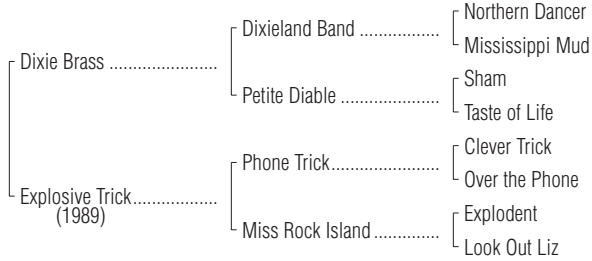 Northern Dancer
Dixieland Band ................
Mississippi Mud
Dixie Brass ......................
Sham
Petite Diable ....................
Taste of Life
Clever Trick
Phone Trick......................
Over the Phone
Explosive Trick.................
(1989)
Explodent
Miss Rock Island .............
Look Out Liz